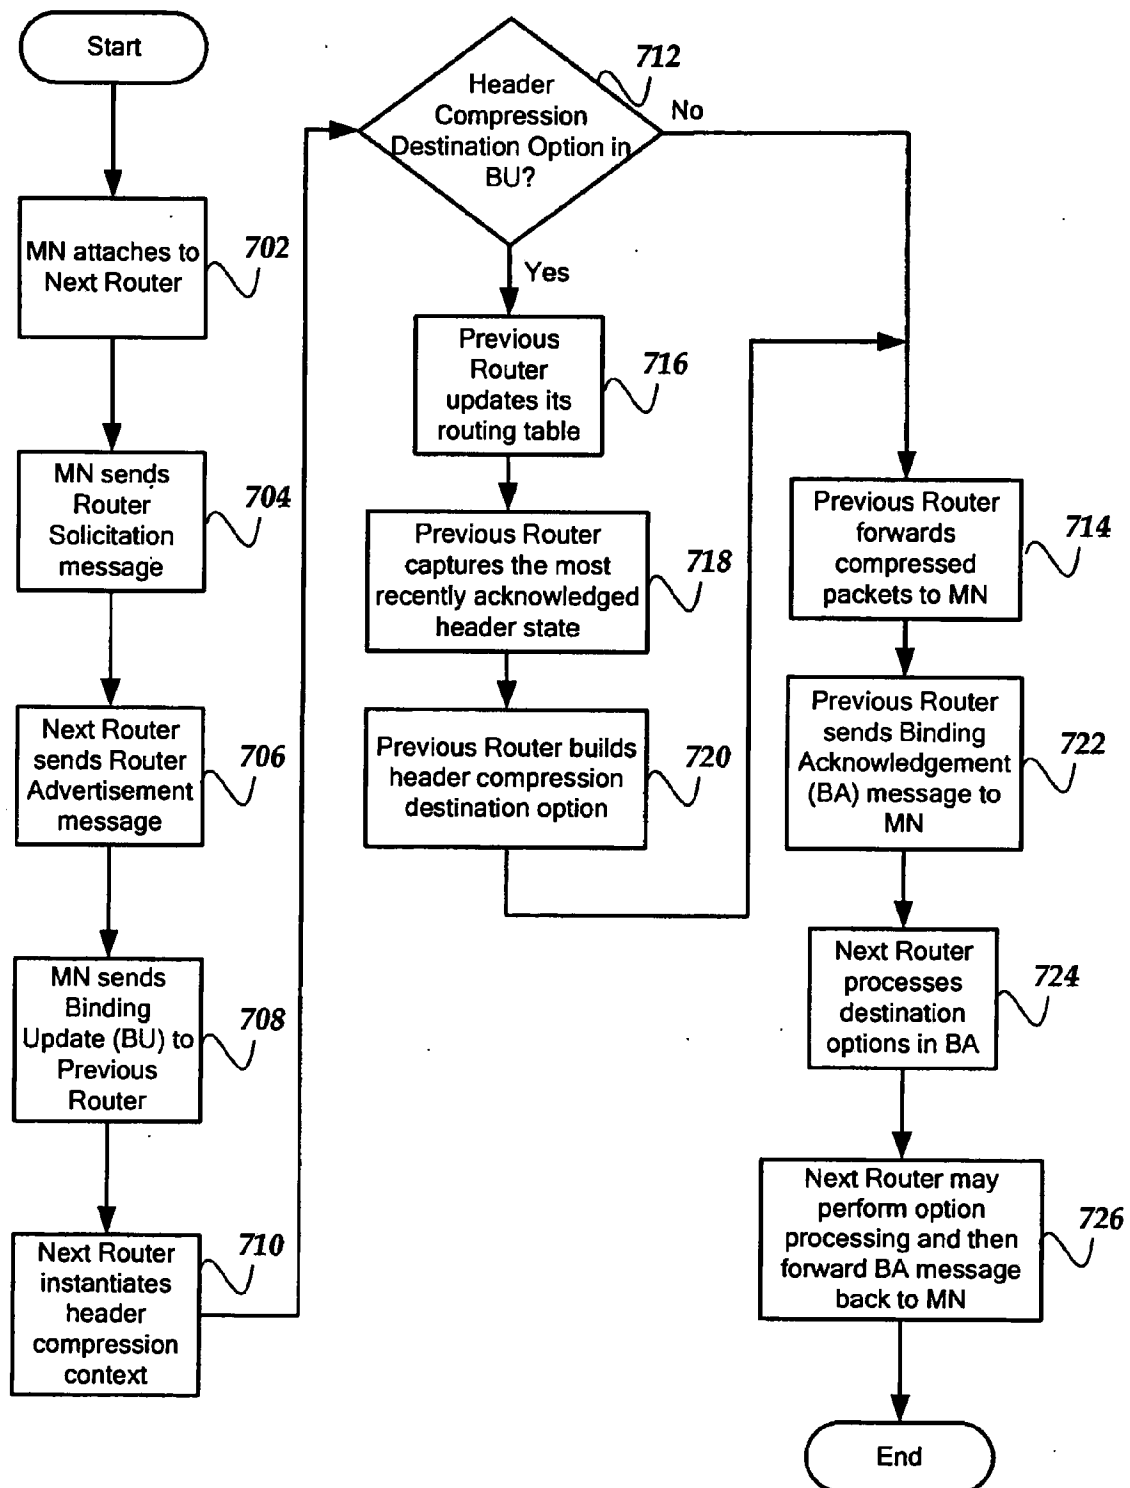 Start
MN attaches to
Next Router
702
MN sends
Router
Solicitation
message
704
Next Router
sends Router
Advertisement
message
706
MN sends
Binding
Update (BU) to
Previous
Router
708
Next Router
instantiates
header
compression
context
710
Header
Compression
Destination Option in
BU?
712
No
Yes
Previous
Router
updates its
routing table
716
Previous Router
captures the most
recently acknowledged
header state
718
Previous Router builds
header compression
destination option
720
Previous Router
forwards
compressed
packets to MN
714
Previous Router
sends Binding
Acknowledgement
(BA) message to
MN
722
Next Router
processes
destination
options in BA
724
Next Router may
perform option
processing and then
forward BA message
back to MN
726
End